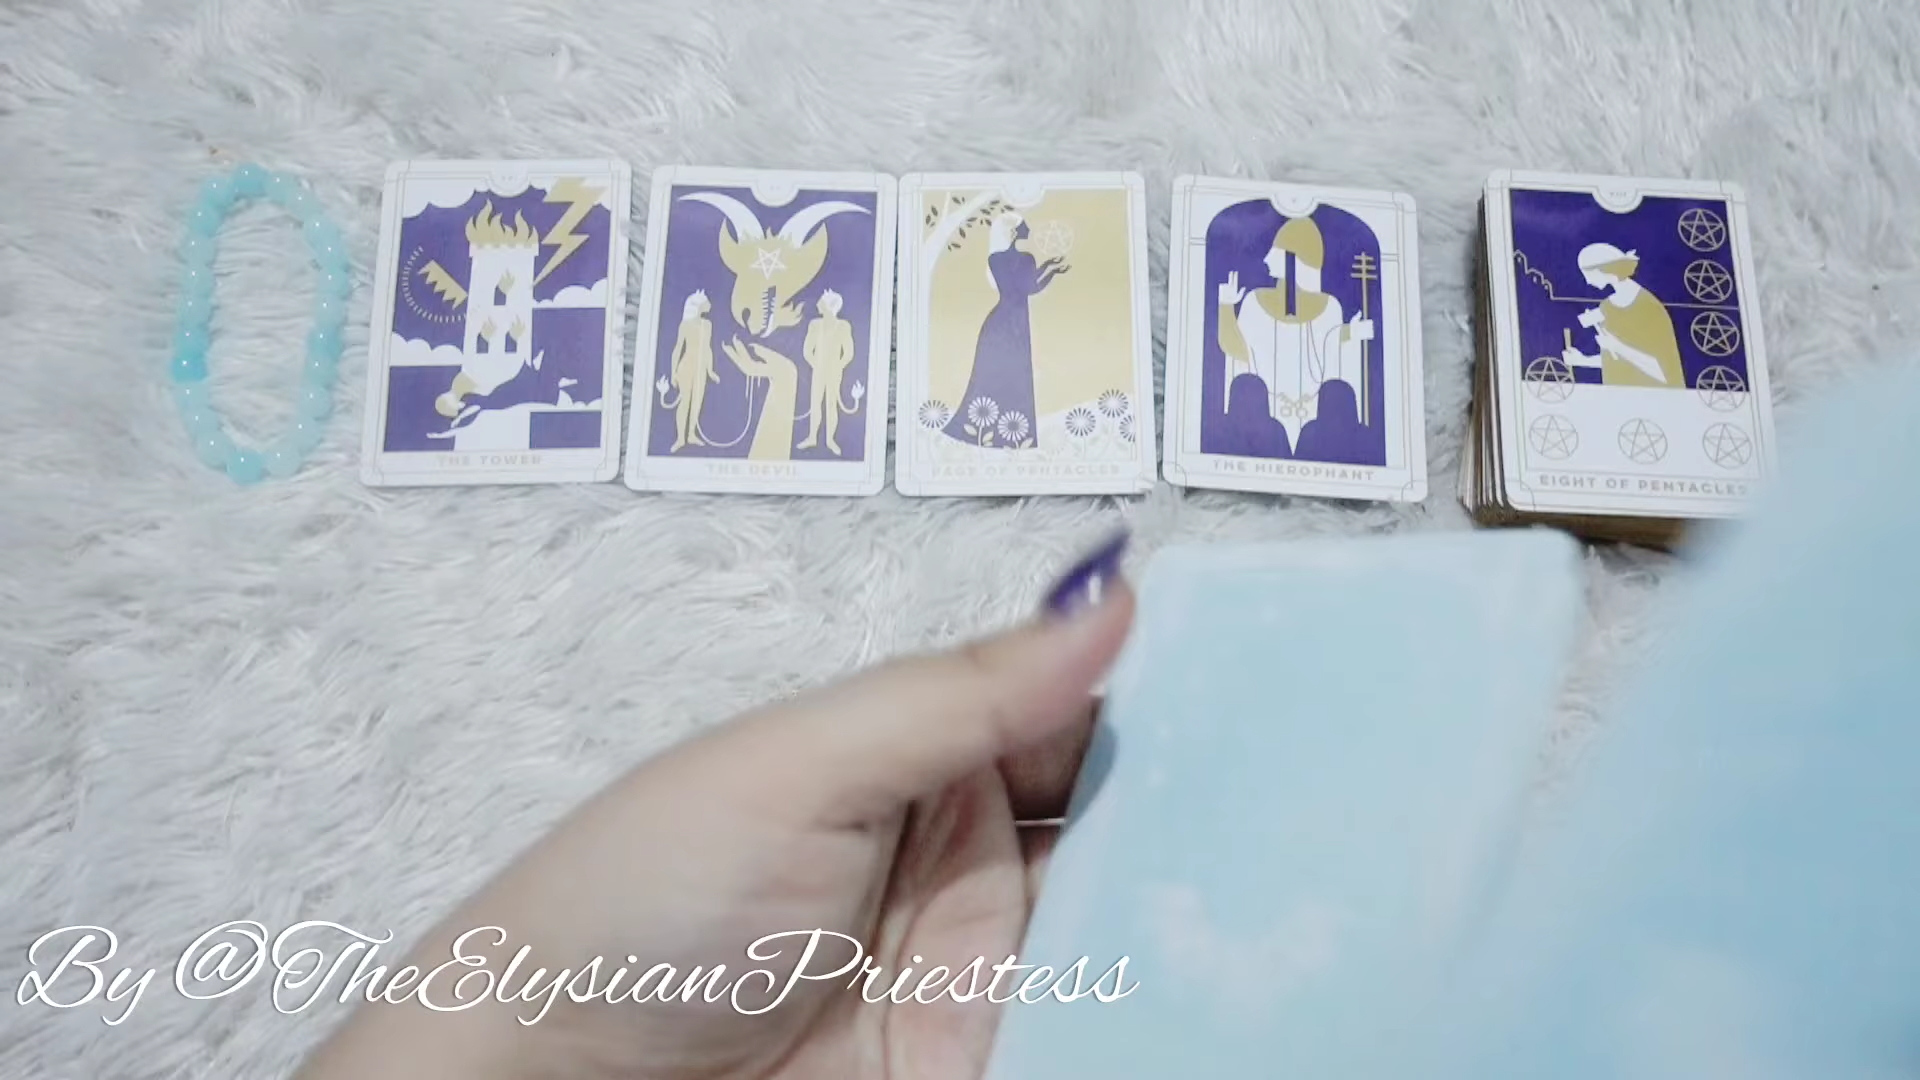 THE TOWER
THE DEVIL
PAGE OF PENTACLES
THE HIEROPHANT
EIGHT OF PENTACLES
By @TheElysianPriestess